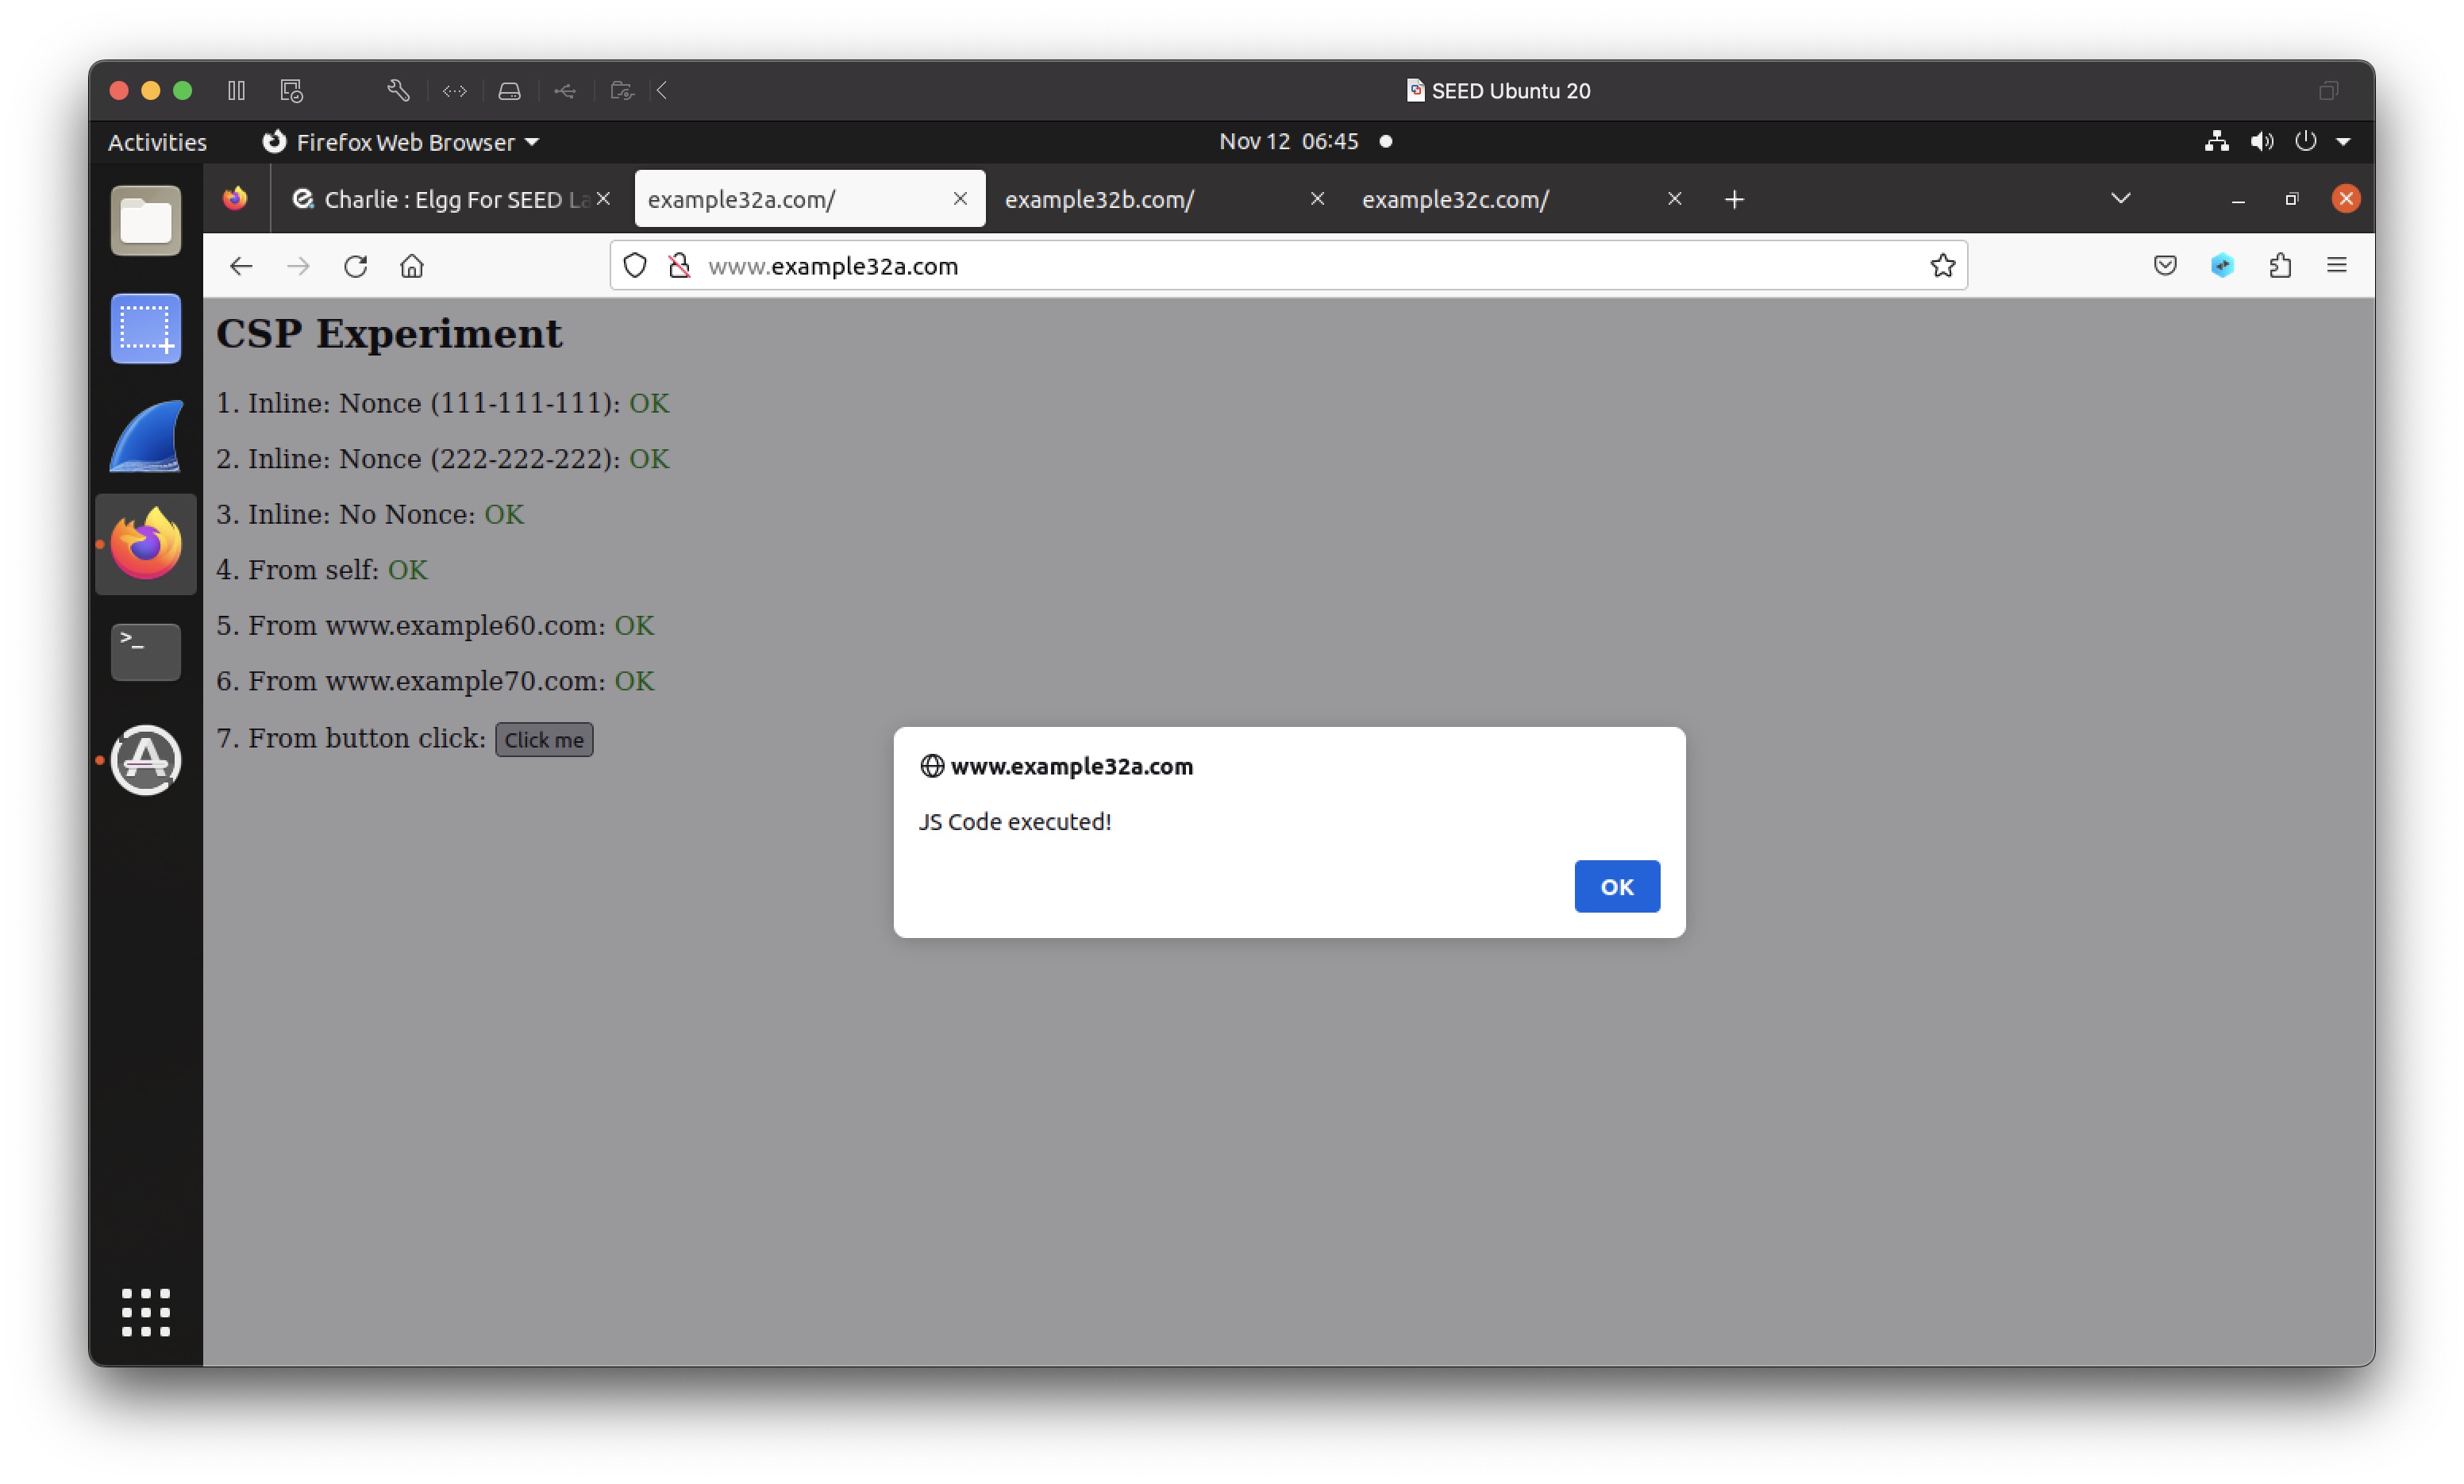 SEED Ubuntu 20
Activities
Firefox Web Browser
Nov 12 06:45
Charlie : Elgg For SEED La
example32a.com/
example32b.com/
example32c.com/
www.example32a.com
CSP Experiment
1. Inline: Nonce (111-111-111): OK
2. Inline: Nonce (222-222-222): OK
3. Inline: No Nonce: OK
4. From self: OK
5. From www.example60.com: OK
6. From www.example70.com: OK
7. From button click: Click me
www.example32a.com
JS Code executed!
OK